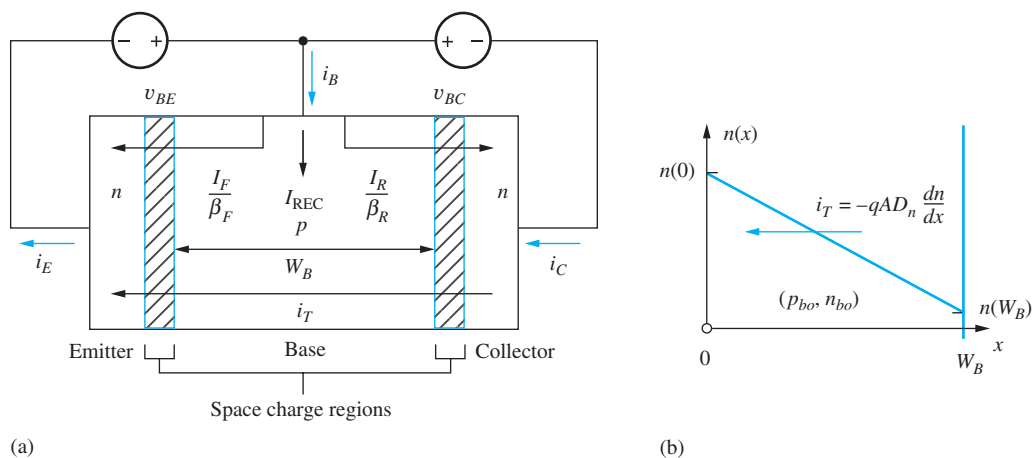 − + + −
i_B
v_BE v_BC
n(x)
n(0)
n I_F/β_F I_REC I_R/β_R n
p
i_T = −qAD_n dn/dx
i_E W_B i_C
i_T
(p_bo, n_bo)
n(W_B)
0 W_B x
Emitter Base Collector
Space charge regions
(a) (b)